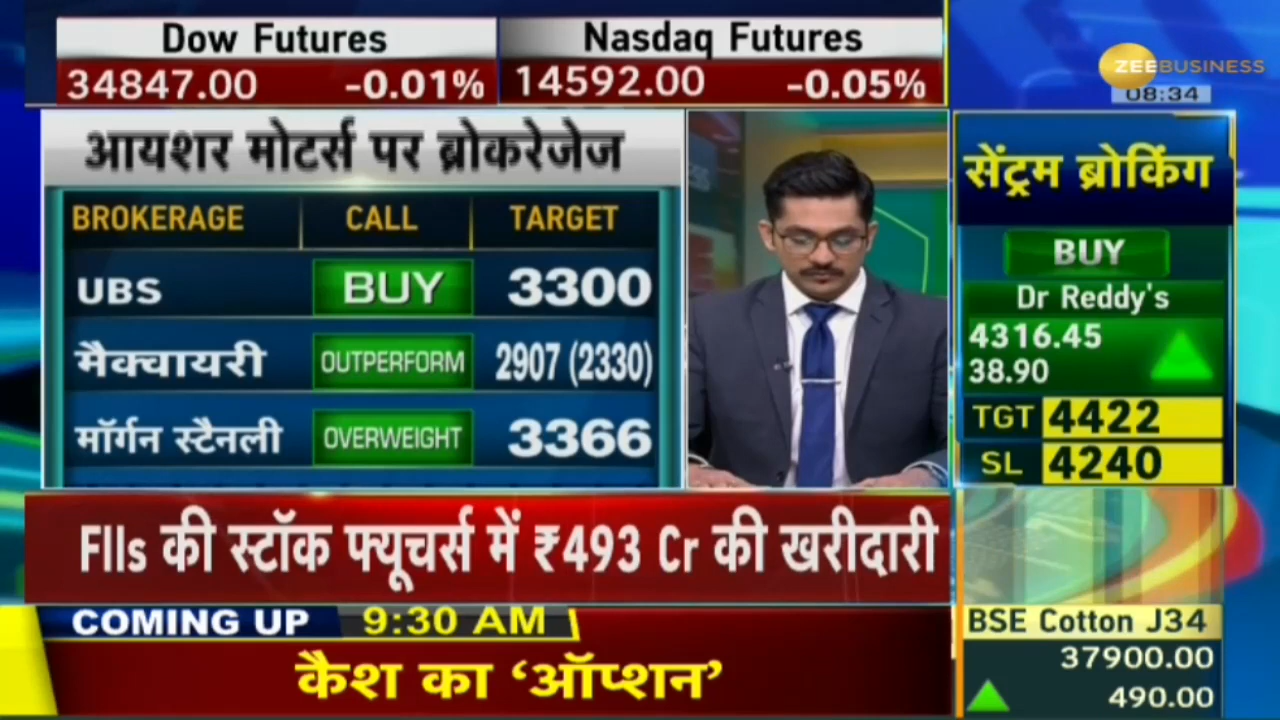 Dow Futures
34847.00 -0.01%
Nasdaq Futures
14592.00 -0.05%
ZEEBUSINESS
08:34
आयशर मोटर्स पर ब्रोकरेजेज
BROKERAGE CALL TARGET
UBS BUY 3300
मैक्वायरी OUTPERFORM 2907 (2330)
मॉर्गन स्टैनली OVERWEIGHT 3366
सेंट्रम ब्रोकिंग
BUY
Dr Reddy's
4316.45
38.90
TGT 4422
SL 4240
FIIs की स्टॉक फ्यूचर्स में ₹493 Cr की खरीदारी
COMING UP 9:30 AM
कैश का ‘ऑप्शन’
BSE Cotton J34
37900.00
490.00